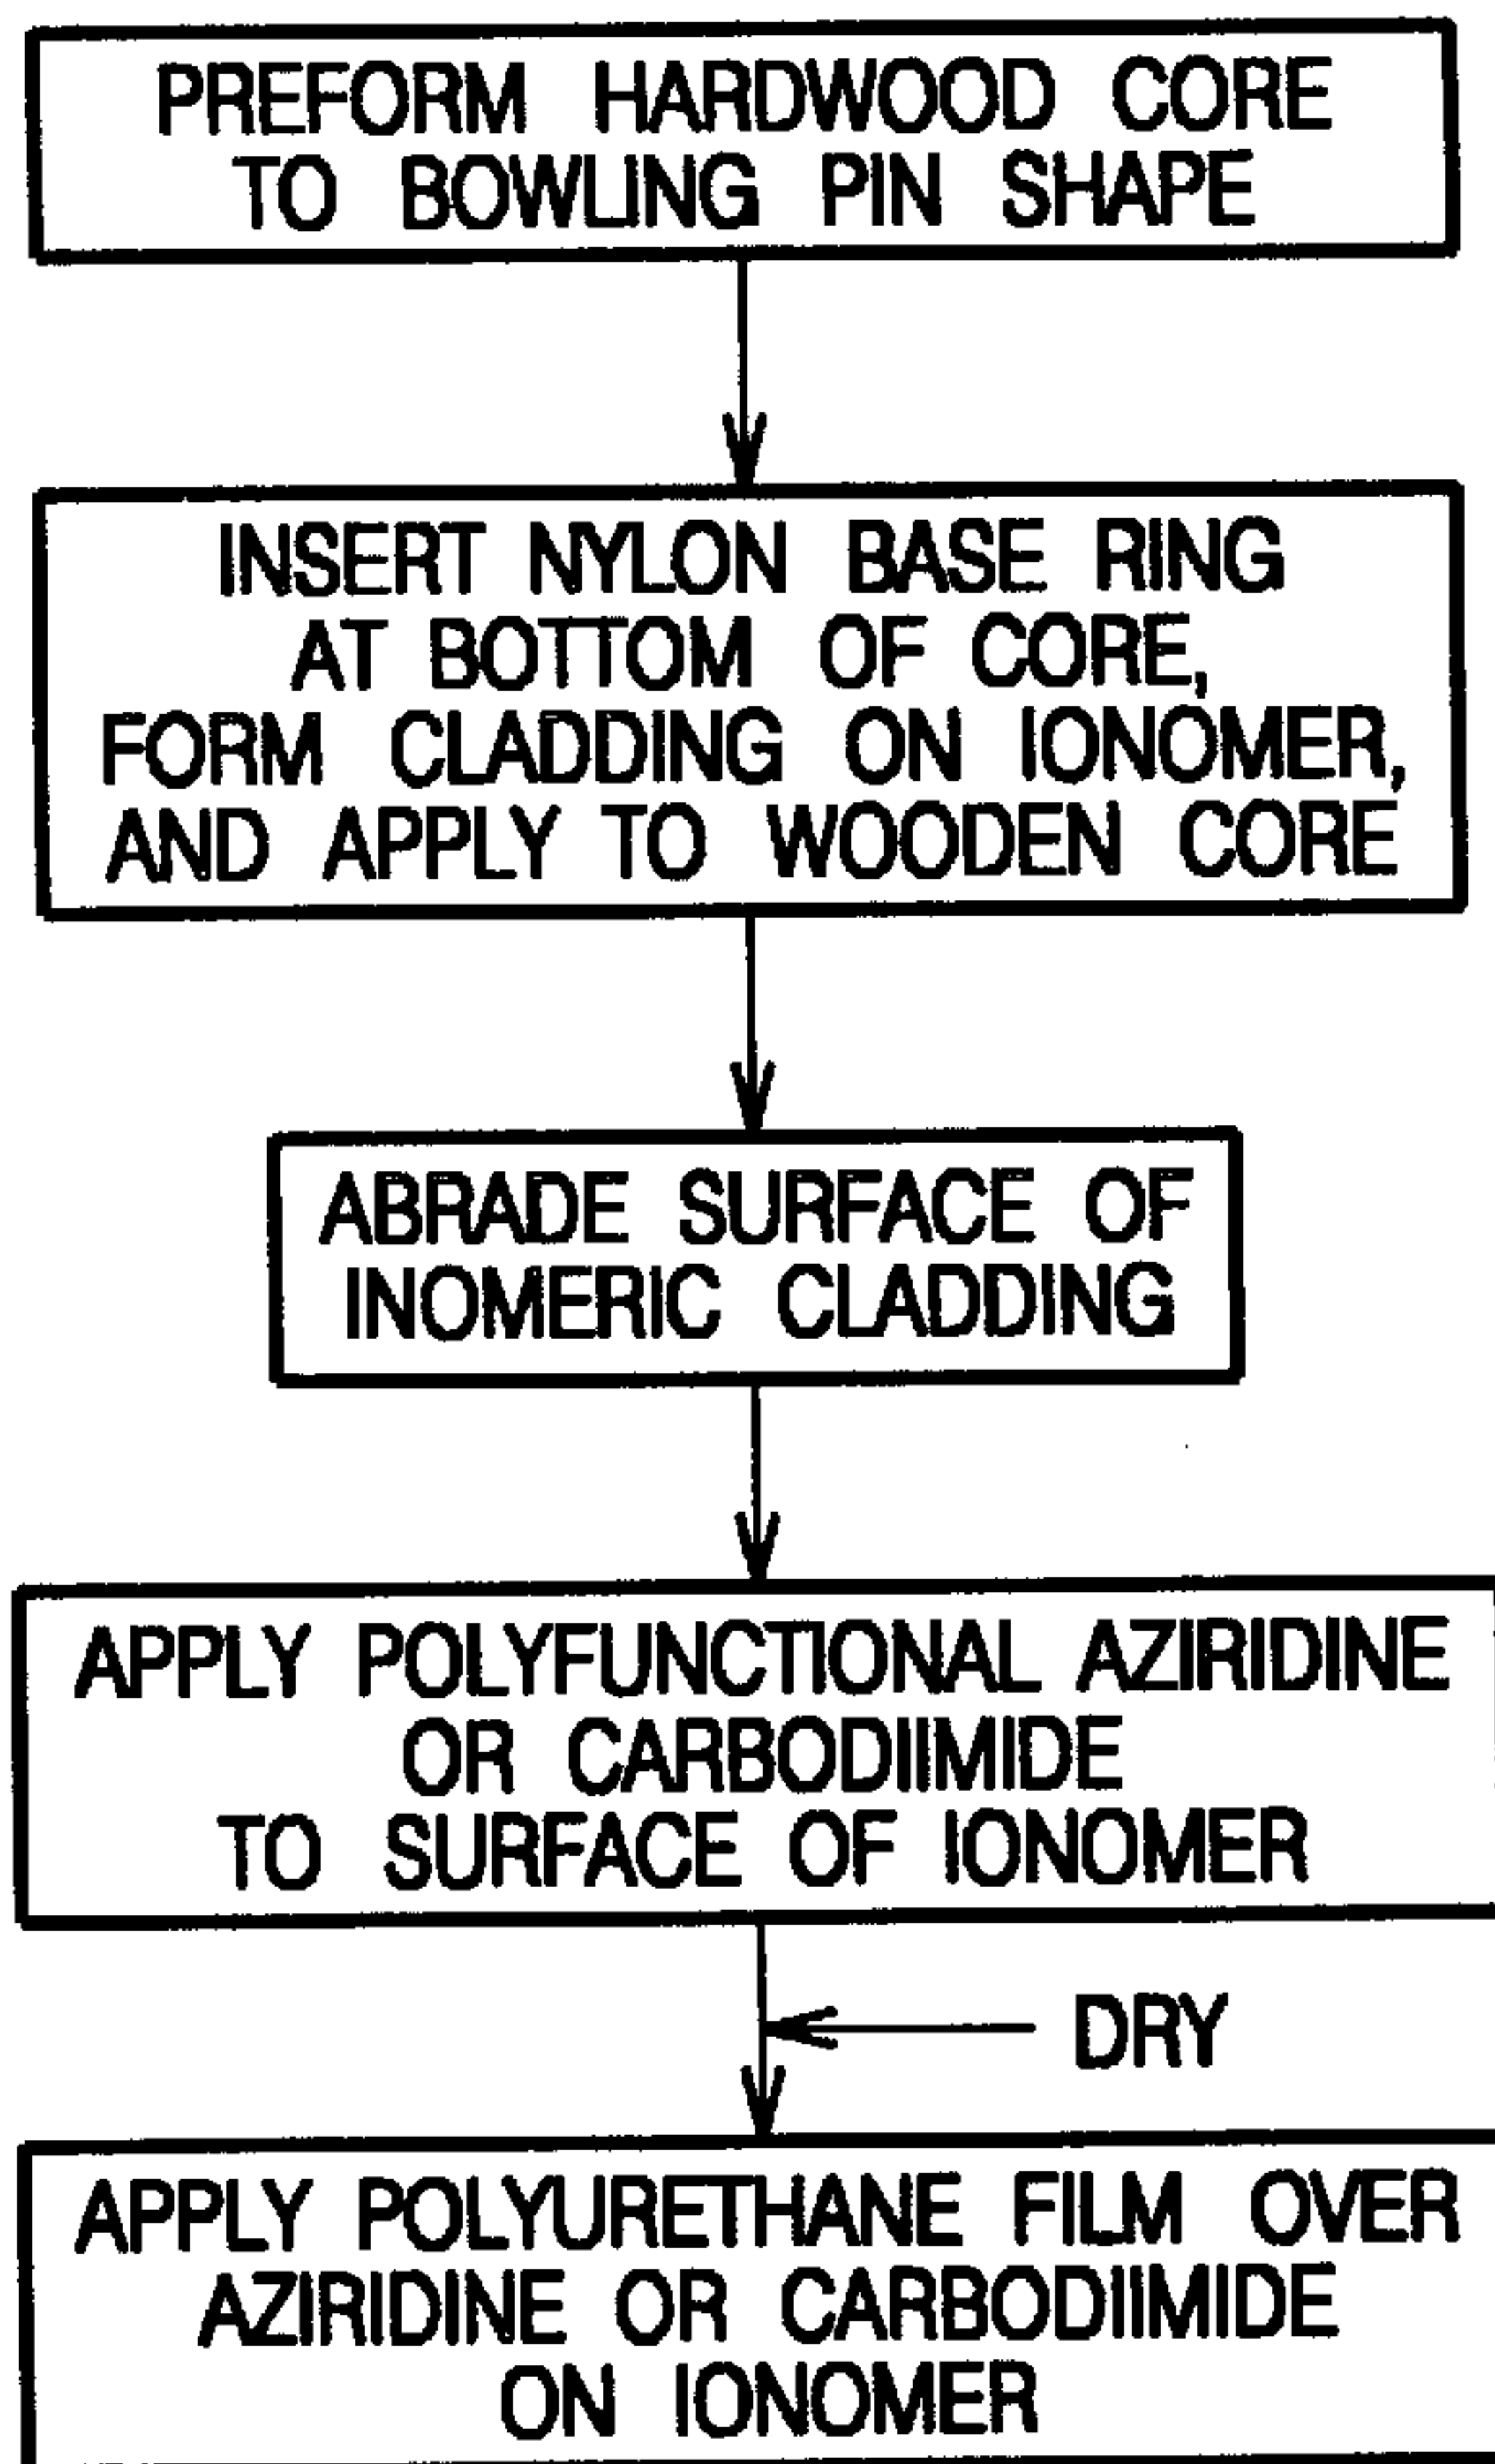 PREFORM HARDWOOD CORE
TO BOWLING PIN SHAPE
INSERT NYLON BASE RING
AT BOTTOM OF CORE,
FORM CLADDING ON IONOMER,
AND APPLY TO WOODEN CORE
ABRADE SURFACE OF
INOMERIC CLADDING
APPLY POLYFUNCTIONAL AZIRIDINE
OR CARBODIIMIDE
TO SURFACE OF IONOMER
DRY
APPLY POLYURETHANE FILM OVER
AZIRIDINE OR CARBODIIMIDE
ON IONOMER